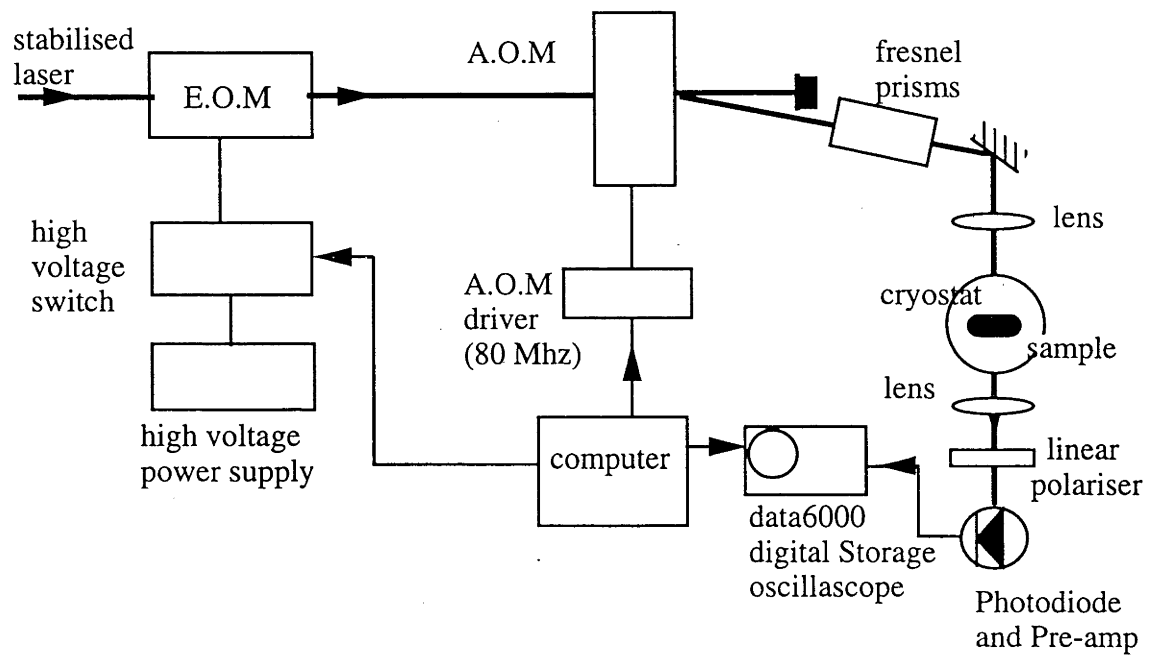 stabilised
laser
E.O.M
A.O.M
fresnel
prisms
lens
high
voltage
switch
A.O.M
driver
(80 Mhz)
cryostat
sample
lens
high voltage
power supply
computer
linear
polariser
data6000
digital Storage
oscillascope
Photodiode
and Pre-amp